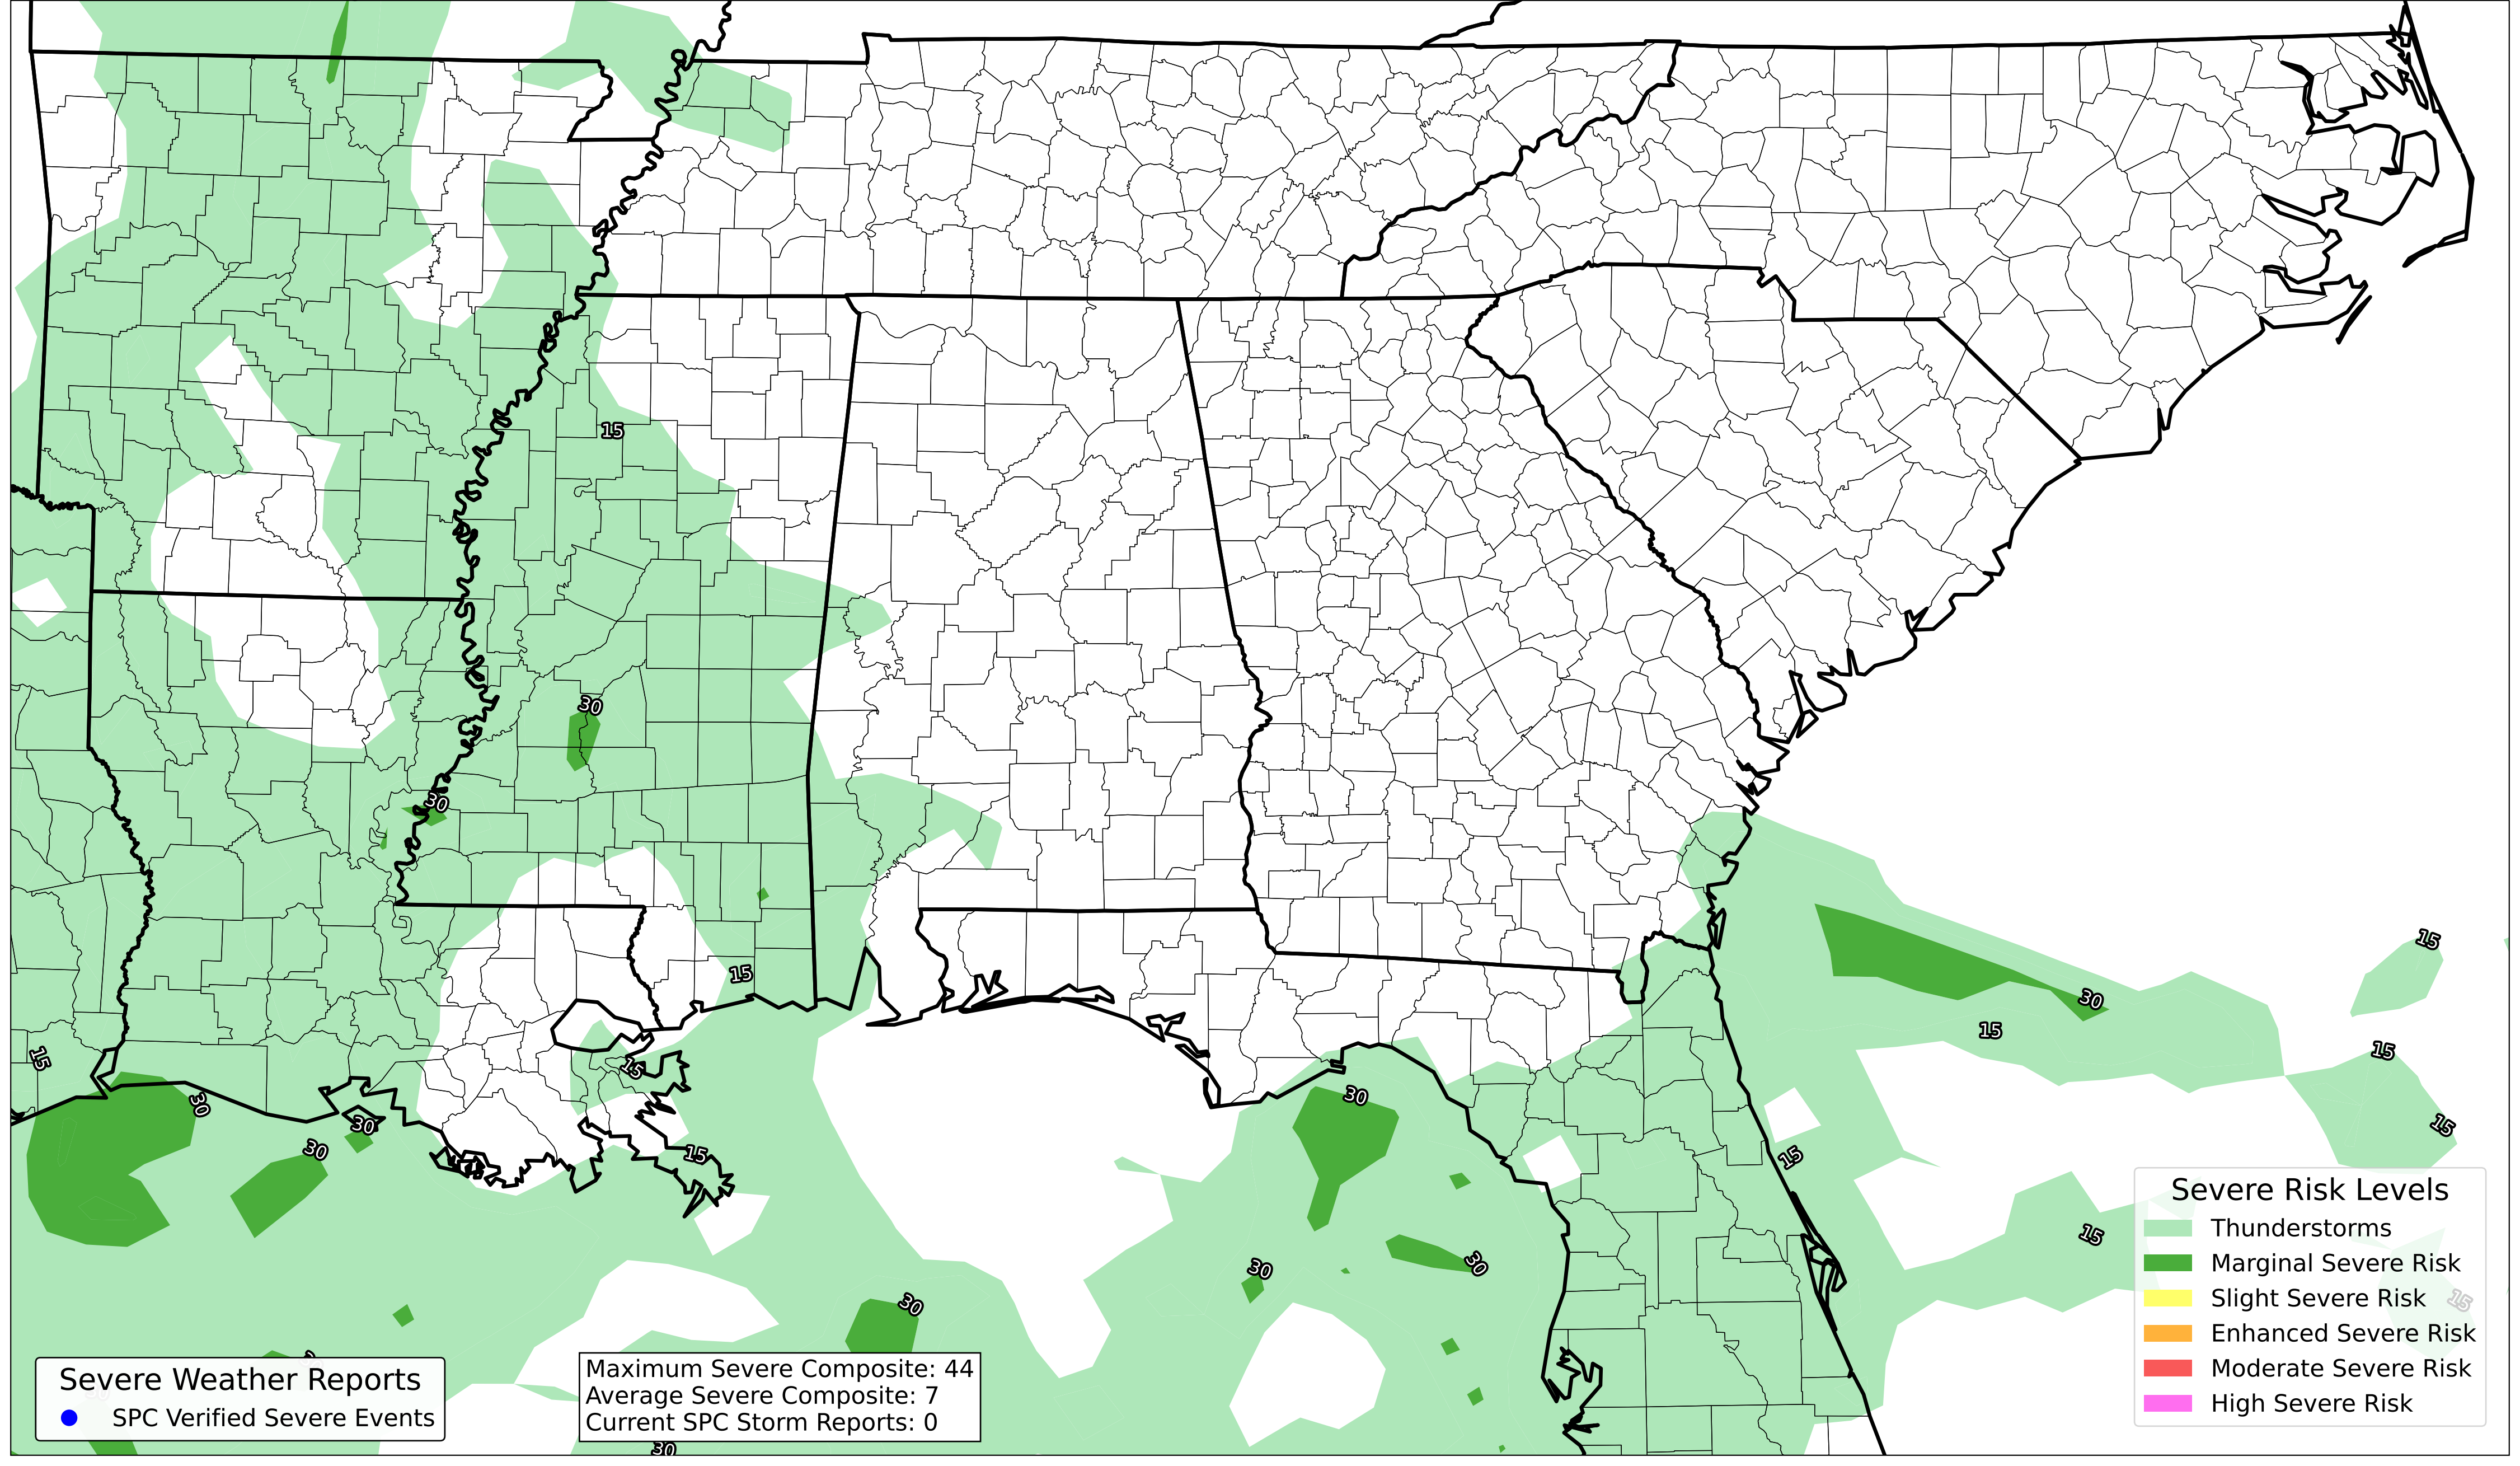 15
30
30
15
30
15
15
15
30
15
15
30
30
30
30
15
15
15
15
30
30
30
15
15
Severe Risk Levels
Thunderstorms
Marginal Severe Risk
Slight Severe Risk
Enhanced Severe Risk
Moderate Severe Risk
High Severe Risk
Severe Weather Reports
SPC Verified Severe Events
Maximum Severe Composite: 44
Average Severe Composite: 7
Current SPC Storm Reports: 0
30